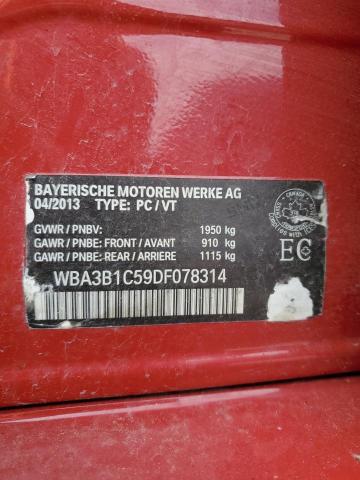 BAYERISCHE MOTOREN WERKE AG
04/2013 TYPE: PC / VT
GVWR / PNBV: 1950 kg
GAWR / PNBE: FRONT / AVANT 910 kg
GAWR / PNBE: REAR / ARRIERE 1115 kg
WBA3B1C59DF078314
CANADA
EC